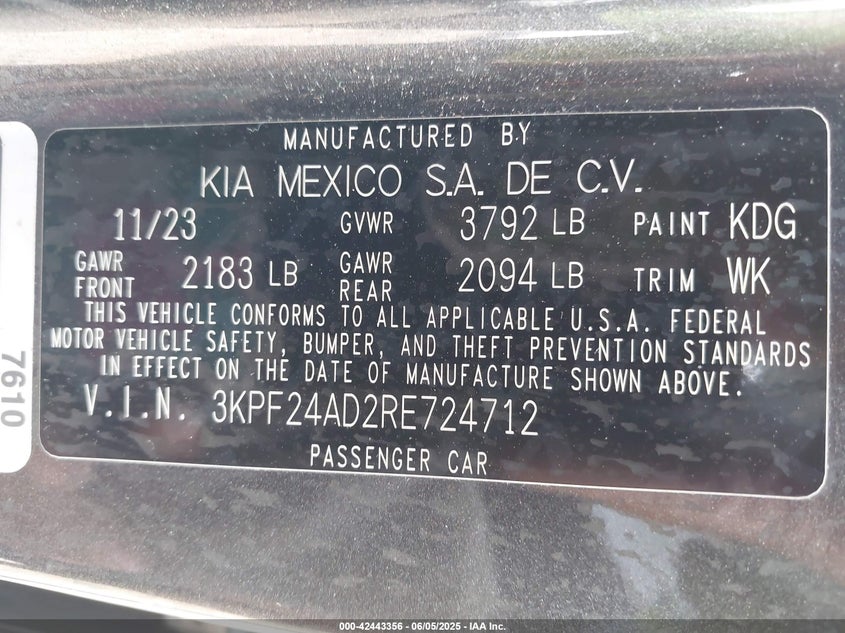 MANUFACTURED BY
KIA MEXICO S.A. DE C.V.
11/23 GVWR 3792 LB PAINT KDG
GAWR FRONT 2183 LB GAWR REAR 2094 LB TRIM WK
THIS VEHICLE CONFORMS TO ALL APPLICABLE U.S.A. FEDERAL
MOTOR VEHICLE SAFETY, BUMPER, AND THEFT PREVENTION STANDARDS
IN EFFECT ON THE DATE OF MANUFACTURE SHOWN ABOVE.
V.I.N. 3KPF24AD2RE724712
PASSENGER CAR
7610
000-42443356 - 06/05/2025 - IAA Inc.